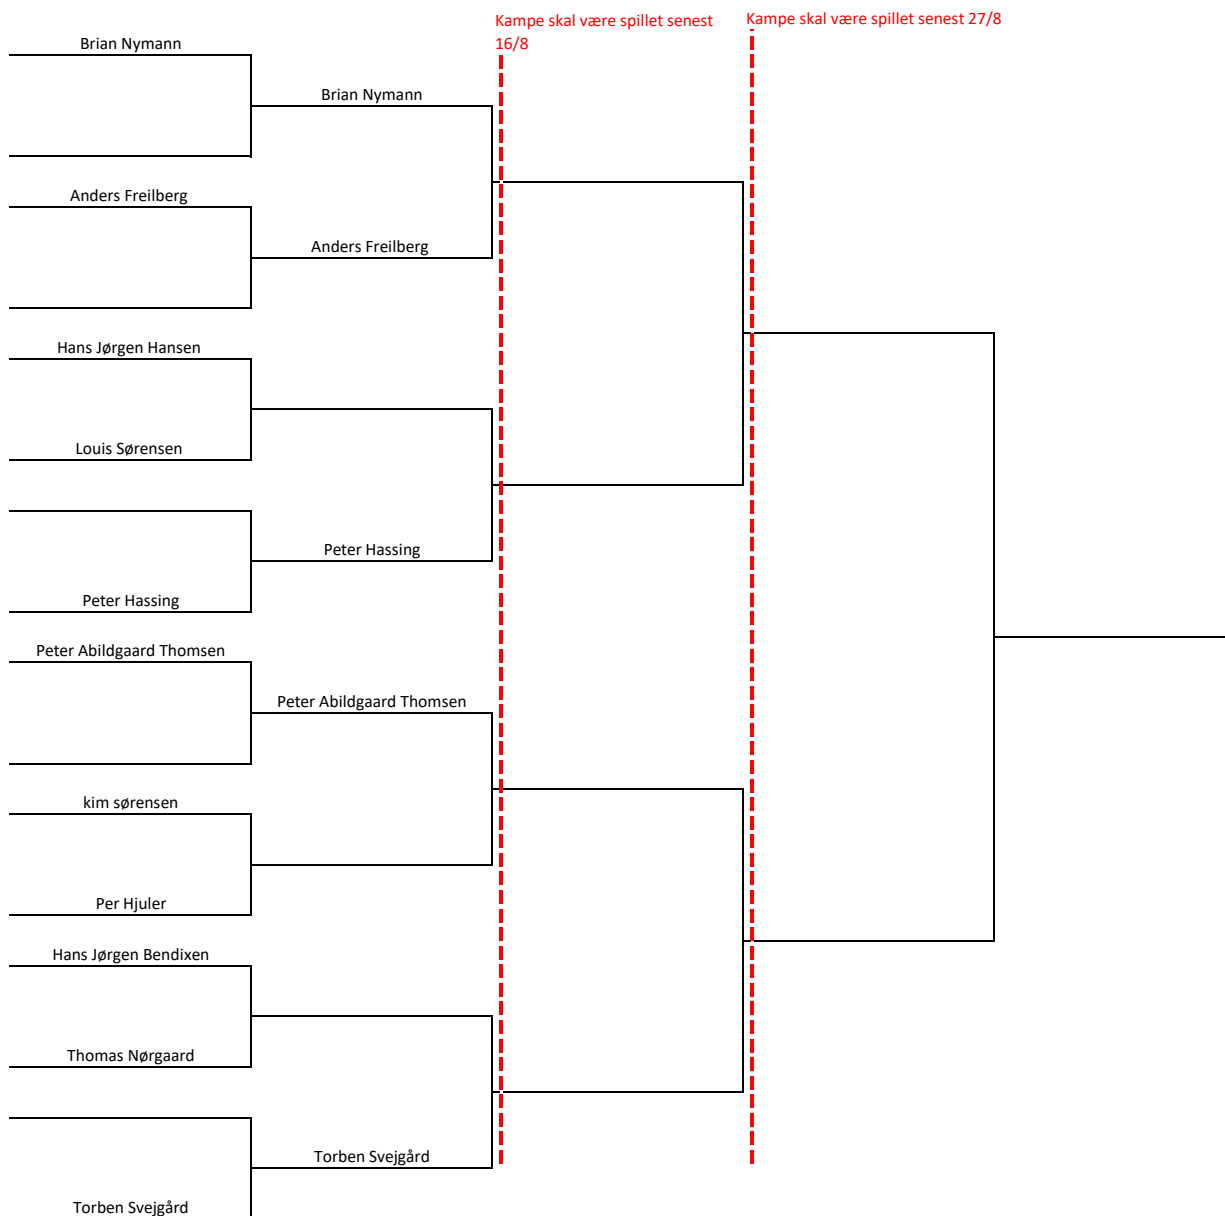 Kampe skal være spillet senest
16/8
Kampe skal være spillet senest 27/8
Brian Nymann
Brian Nymann
Anders Freilberg
Anders Freilberg
Hans Jørgen Hansen
Louis Sørensen
Peter Hassing
Peter Hassing
Peter Abildgaard Thomsen
Peter Abildgaard Thomsen
kim sørensen
Per Hjuler
Hans Jørgen Bendixen
Thomas Nørgaard
Torben Svejgård
Torben Svejgård